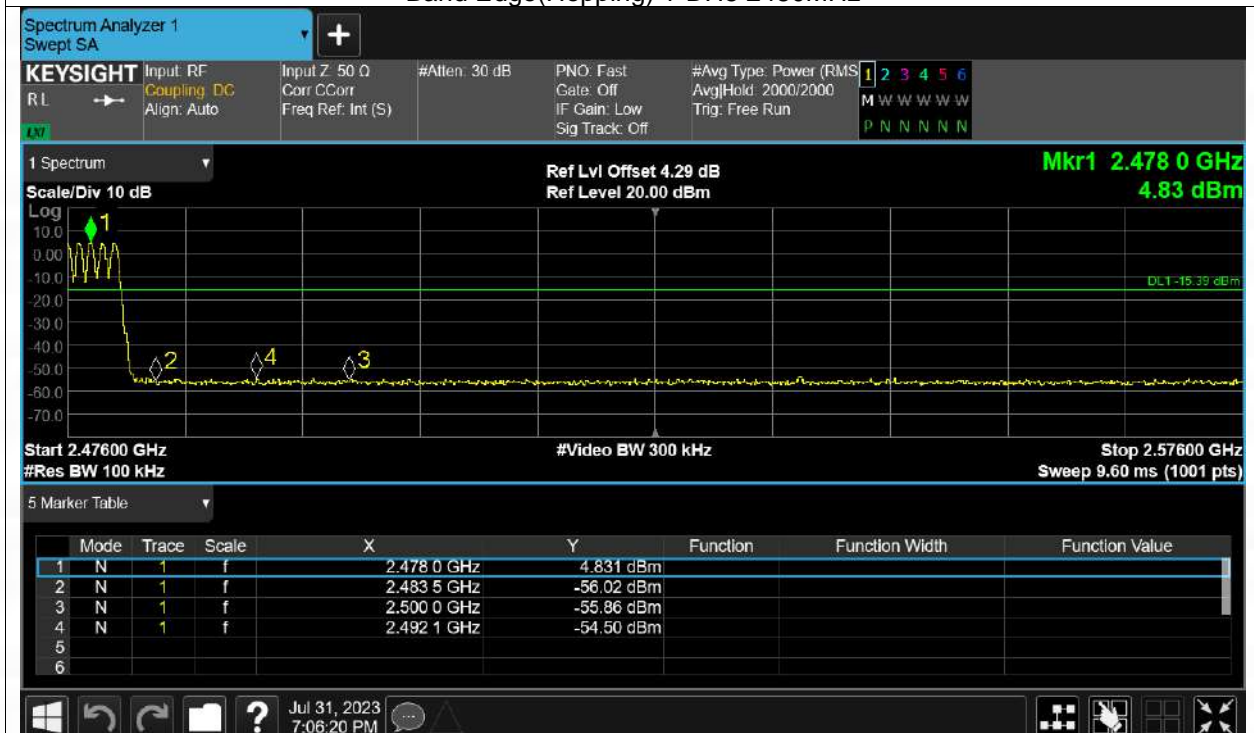 Spectrum Analyzer 1
Swept SA
+
KEYSIGHT Input: RF Input Z: 50 Ω #Atten: 30 dB PNO: Fast #Avg Type: Power (RMS 1 2 3 4 5 6
RL Coupling: DC Corr CCorr Gate: Off Avg|Hold: 2000/2000 M W W W W W
Align: Auto Freq Ref: Int (S) IF Gain: Low Trig: Free Run
LXI Sig Track: Off P N N N N N
1 Spectrum Ref Lvl Offset 4.29 dB Mkr1 2.478 0 GHz
Scale/Div 10 dB Ref Level 20.00 dBm 4.83 dBm
Log
10.0
0.00
-10.0
-20.0
-30.0
-40.0
-50.0
-60.0
-70.0
1
DL1 -15.39 dBm
2 4 3
Start 2.47600 GHz #Video BW 300 kHz Stop 2.57600 GHz
#Res BW 100 kHz Sweep 9.60 ms (1001 pts)
5 Marker Table
Mode Trace Scale X Y Function Function Width Function Value
1 N 1 f 2.478 0 GHz 4.831 dBm
2 N 1 f 2.483 5 GHz -56.02 dBm
3 N 1 f 2.500 0 GHz -55.86 dBm
4 N 1 f 2.492 1 GHz -54.50 dBm
5
6
? Jul 31, 2023
7:06:20 PM